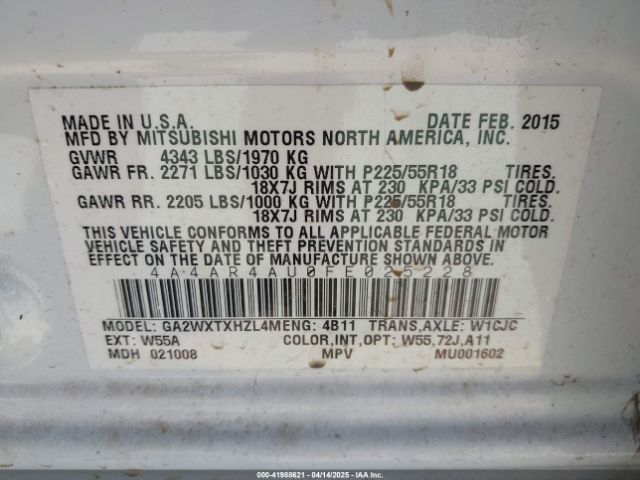 MADE IN U.S.A. DATE FEB. 2015
MFD BY MITSUBISHI MOTORS NORTH AMERICA, INC.
GVWR 4343 LBS/1970 KG
GAWR FR. 2271 LBS/1030 KG WITH P225/55R18 TIRES.
18X7J RIMS AT 230 KPA/33 PSI COLD.
GAWR RR. 2205 LBS/1000 KG WITH P225/55R18 TIRES.
18X7J RIMS AT 230 KPA/33 PSI COLD.
THIS VEHICLE CONFORMS TO ALL APPLICABLE FEDERAL MOTOR
VEHICLE SAFETY AND THEFT PREVENTION STANDARDS IN
EFFECT ON THE DATE OF MANUFACTURE SHOWN ABOVE.
4A4AR4AU0FE025228
MODEL: GA2WXTXHZL4MENG: 4B11 TRANS,AXLE: W1CJC
EXT: W55A COLOR,INT,OPT: W55,72J,A11
MDH 021008 MPV MU001602
000-41988621 - 04/14/2025 - IAA Inc.